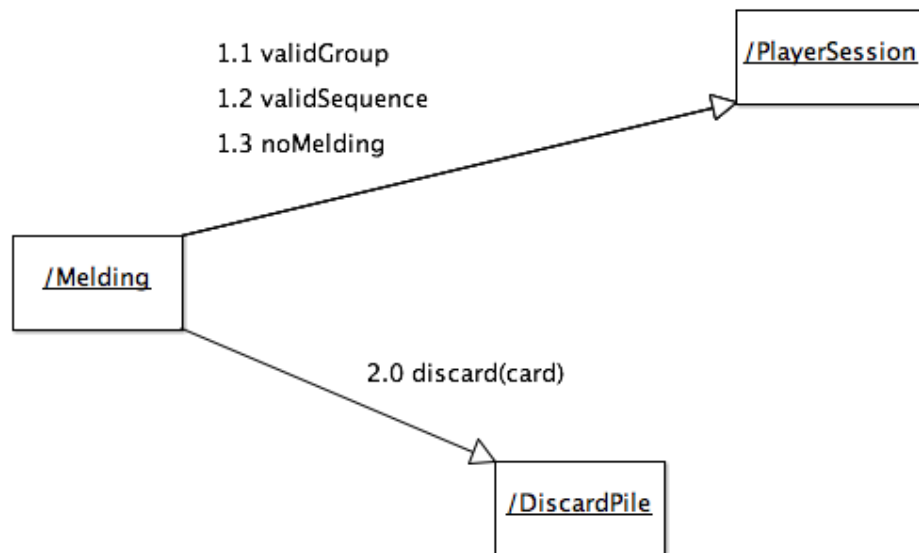 1.1 validGroup
/PlayerSession
1.2 validSequence
1.3 noMelding
/Melding
2.0 discard(card)
/DiscardPile